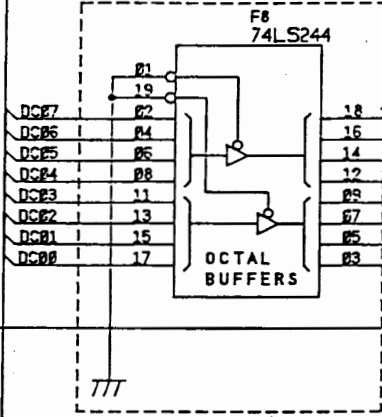 F8
74LS244
01
19
DC07 02 18
DC06 04 16
DC05 06 14
DC04 08 12
DC03 11 09
DC02 13 07
DC01 15 05
DC00 17 03
OCTAL
BUFFERS